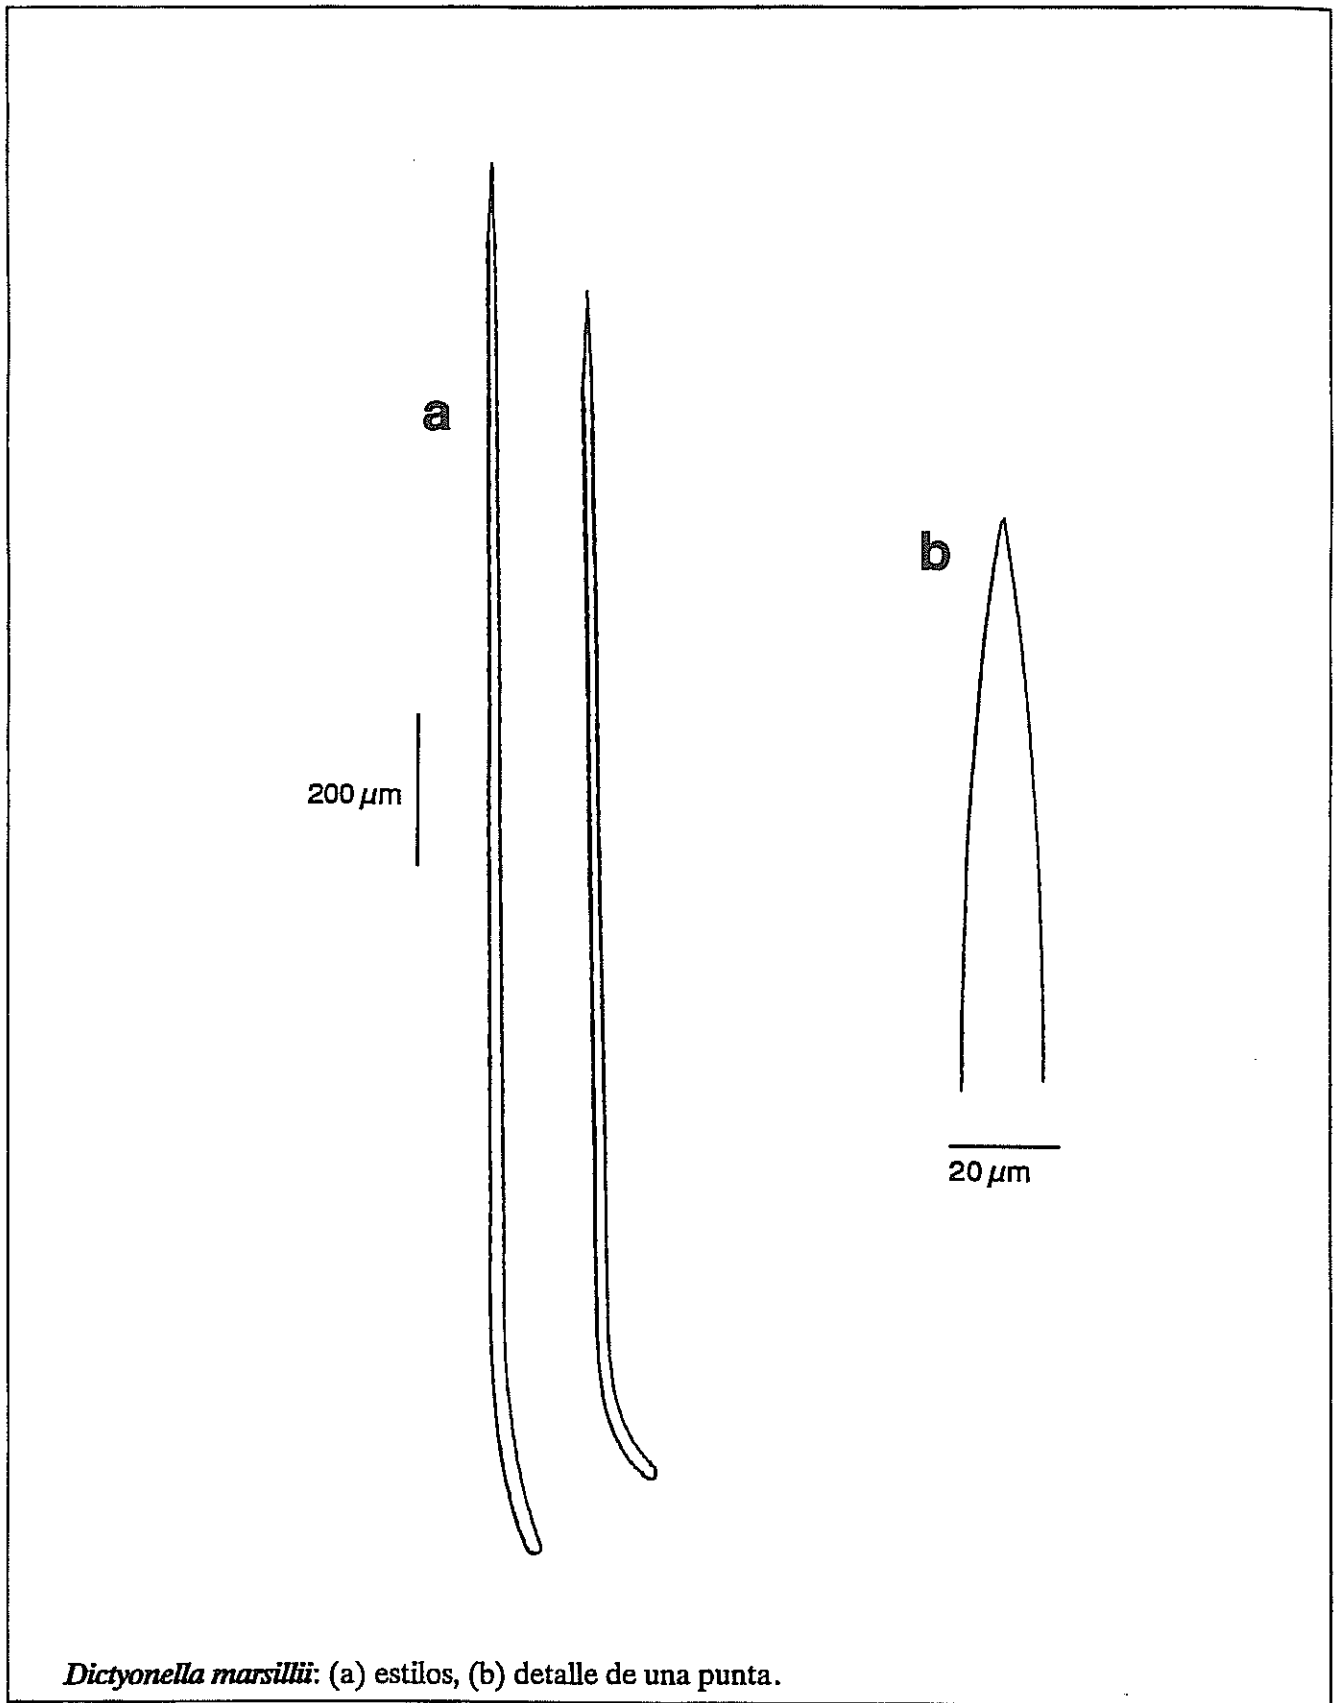 a
b
200 µm
20 µm
Dictyonella marsillii: (a) estilos, (b) detalle de una punta.